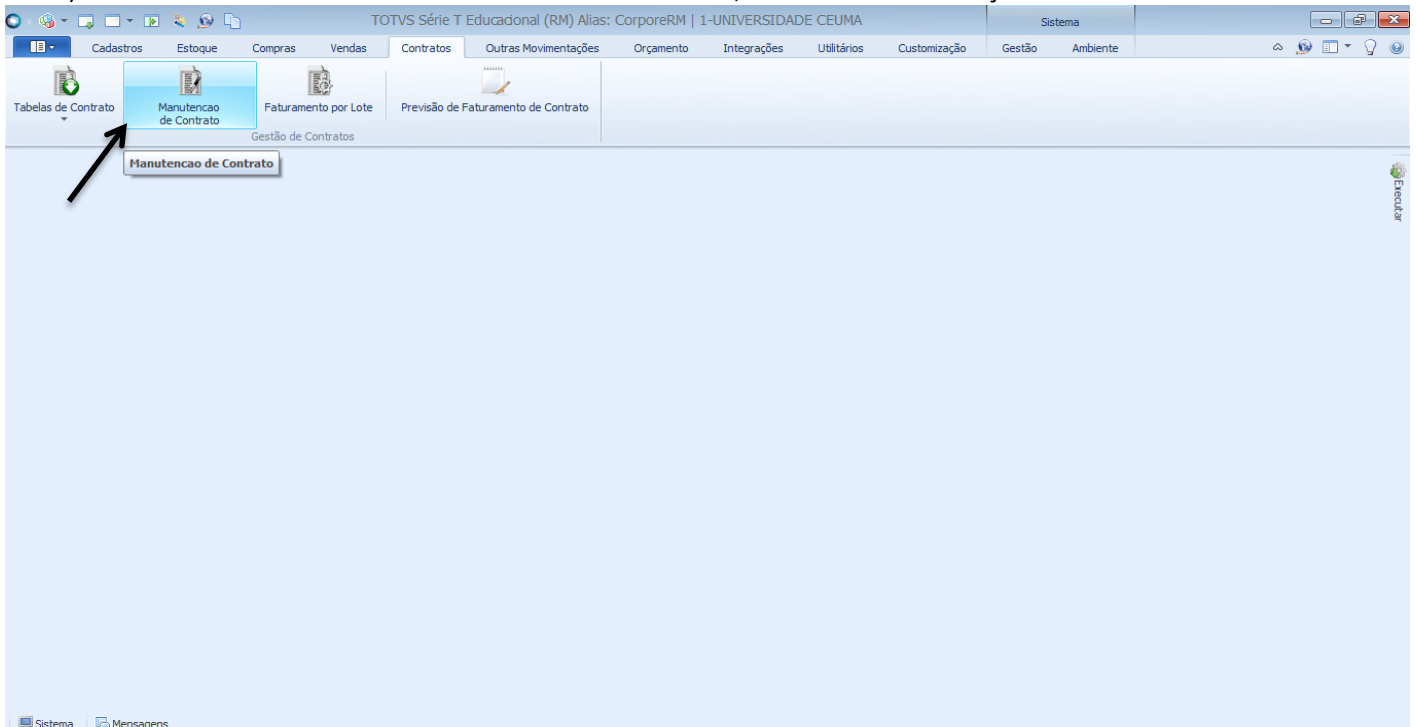 TOTVS Série T Educacional (RM) Alias: CorporeRM | 1-UNIVERSIDADE CEUMA
Sistema
Cadastros Estoque Compras Vendas Contratos Outras Movimentações Orçamento Integrações Utilitários Customização Gestão Ambiente
Tabelas de Contrato
Manutencao
de Contrato
Faturamento por Lote
Previsão de Faturamento de Contrato
Gestão de Contratos
Manutencao de Contrato
Executar
Sistema Mensagens